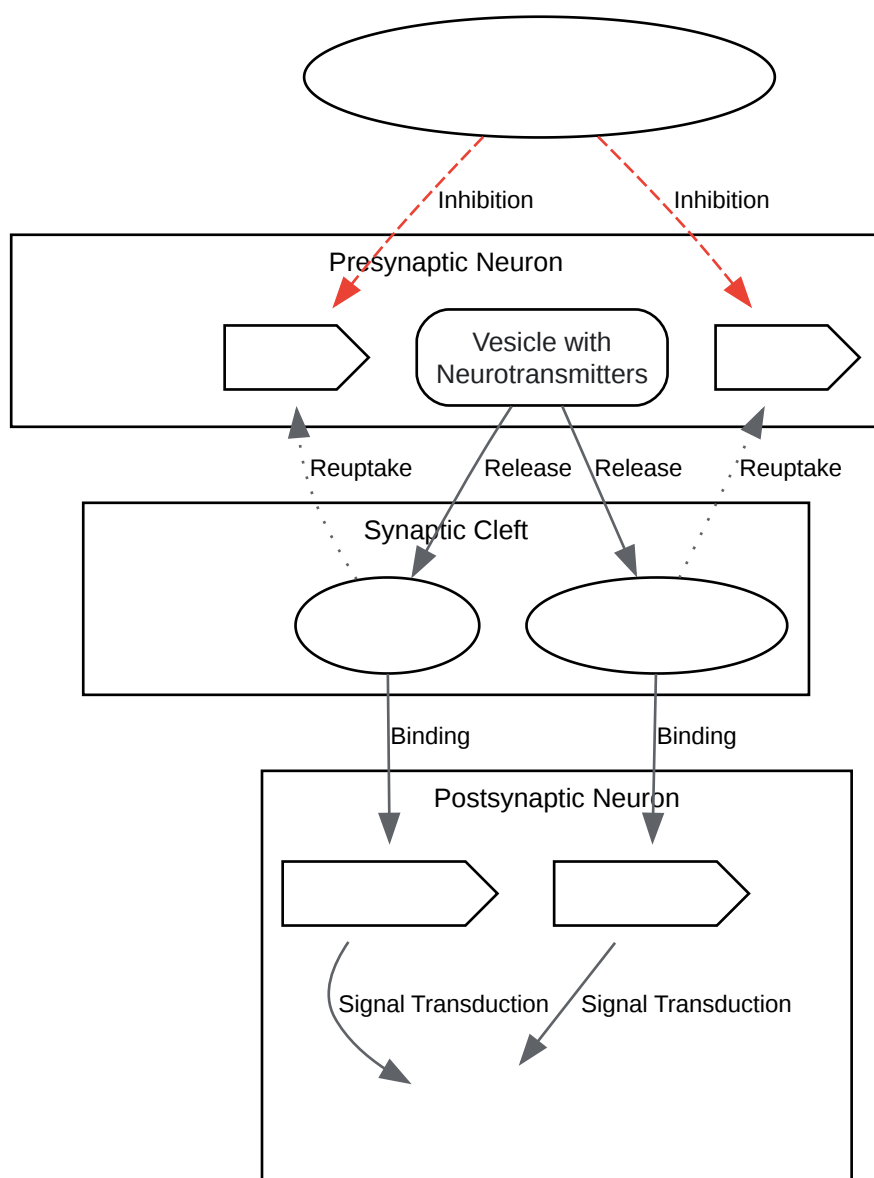 Inhibition
Inhibition
Presynaptic Neuron
Vesicle with
Neurotransmitters
Reuptake
Release
Release
Reuptake
Synaptic Cleft
Binding
Binding
Postsynaptic Neuron
Signal Transduction
Signal Transduction